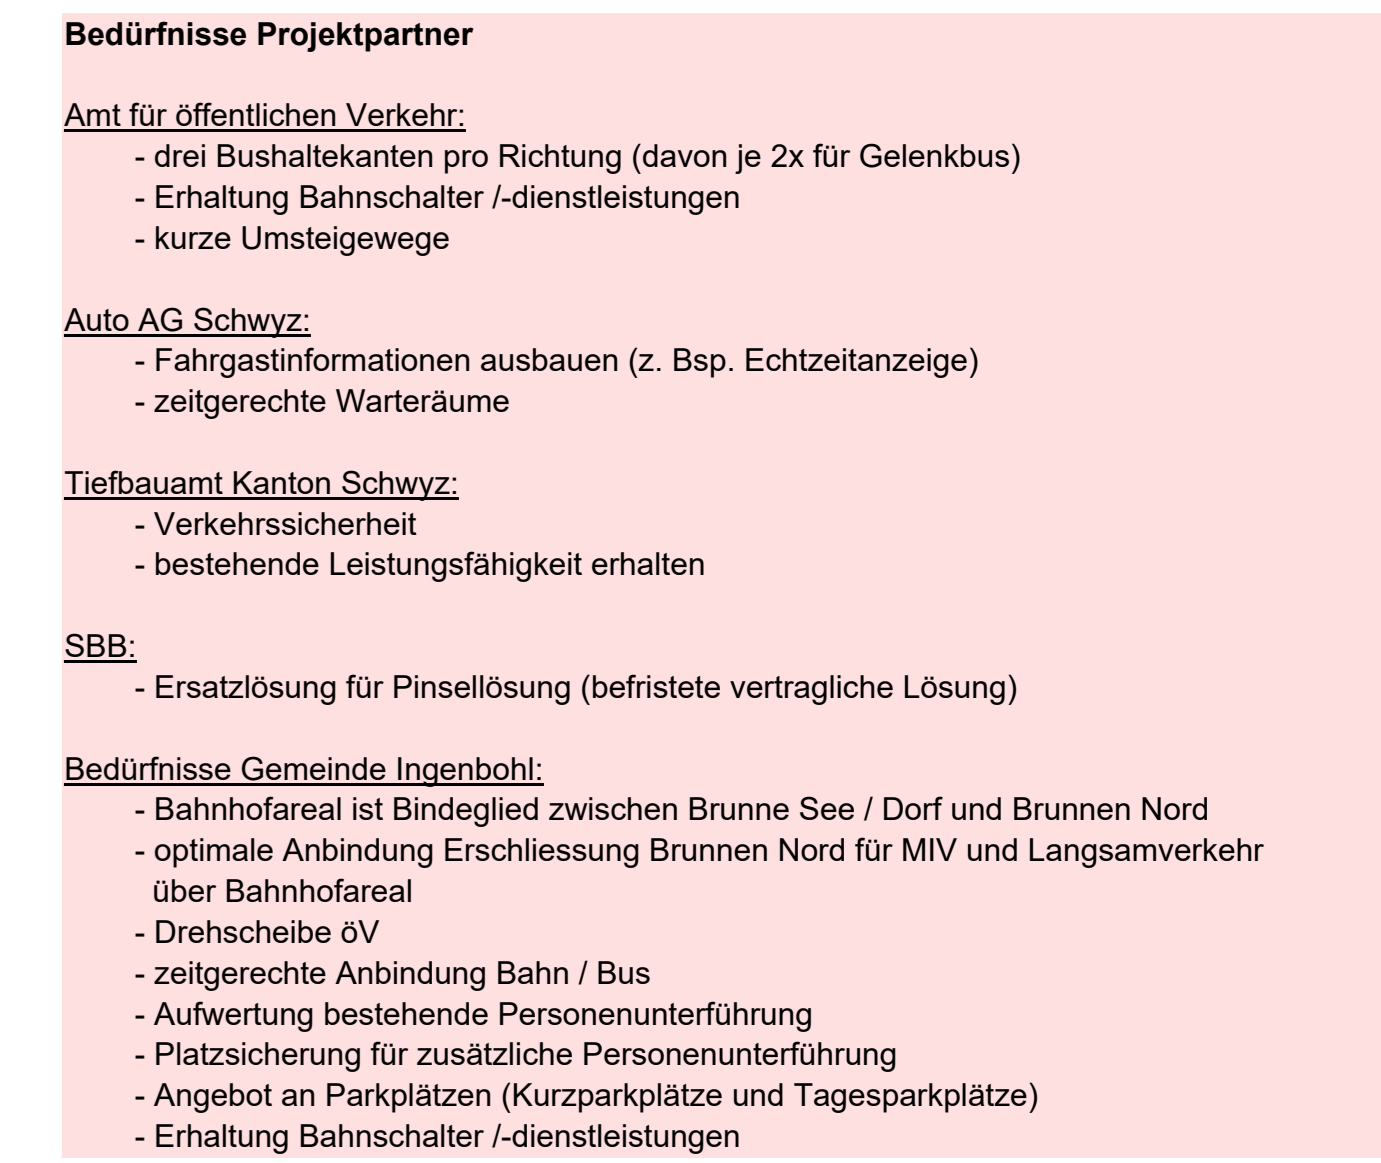 Bedürfnisse Projektpartner
Amt für öffentlichen Verkehr:
- drei Bushaltekanten pro Richtung (davon je 2x für Gelenkbus)
- Erhaltung Bahnschalter /-dienstleistungen
- kurze Umsteigewege
Auto AG Schwyz:
- Fahrgastinformationen ausbauen (z. Bsp. Echtzeitanzeige)
- zeitgerechte Warteräume
Tiefbauamt Kanton Schwyz:
- Verkehrssicherheit
- bestehende Leistungsfähigkeit erhalten
SBB:
- Ersatzlösung für Pinsellösung (befristete vertragliche Lösung)
Bedürfnisse Gemeinde Ingenbohl:
- Bahnhofareal ist Bindeglied zwischen Brunne See / Dorf und Brunnen Nord
- optimale Anbindung Erschliessung Brunnen Nord für MIV und Langsamverkehr
über Bahnhofareal
- Drehscheibe öV
- zeitgerechte Anbindung Bahn / Bus
- Aufwertung bestehende Personenunterführung
- Platzsicherung für zusätzliche Personenunterführung
- Angebot an Parkplätzen (Kurzparkplätze und Tagesparkplätze)
- Erhaltung Bahnschalter /-dienstleistungen